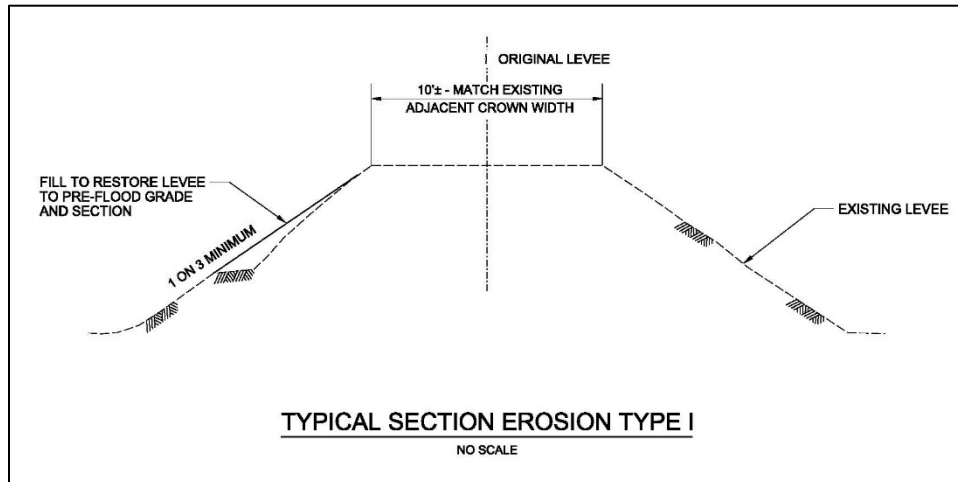 ORIGINAL LEVEE
10'± - MATCH EXISTING
ADJACENT CROWN WIDTH
FILL TO RESTORE LEVEE
TO PRE-FLOOD GRADE
AND SECTION
EXISTING LEVEE
1 ON 3 MINIMUM
TYPICAL SECTION EROSION TYPE I
NO SCALE